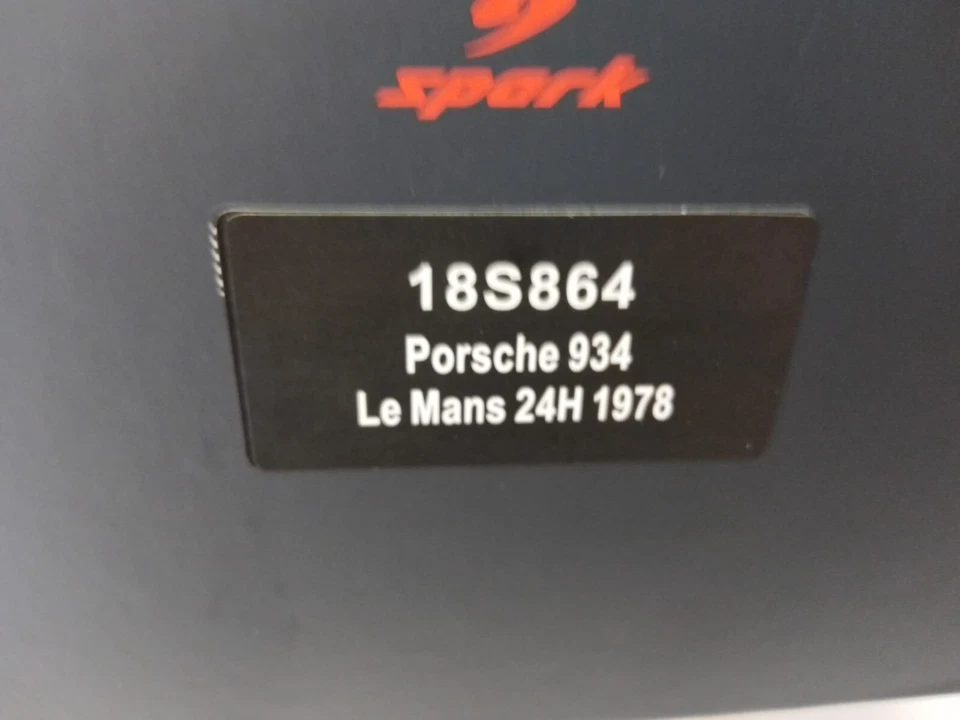 spark
18S864
Porsche 934
Le Mans 24H 1978